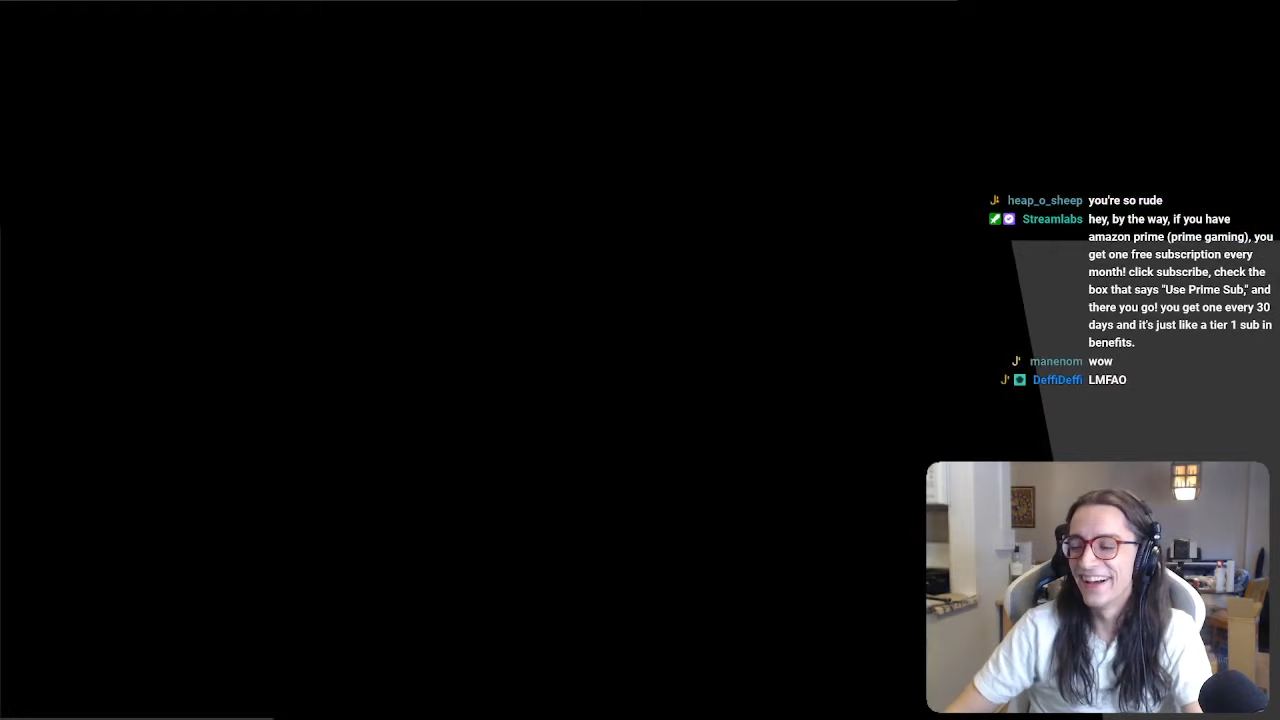 heap_o_sheep you're so rude
Streamlabs hey, by the way, if you have
amazon prime (prime gaming), you
get one free subscription every
month! click subscribe, check the
box that says "Use Prime Sub," and
there you go! you get one every 30
days and it's just like a tier 1 sub in
benefits.
manenom wow
DeffiDeffi LMFAO